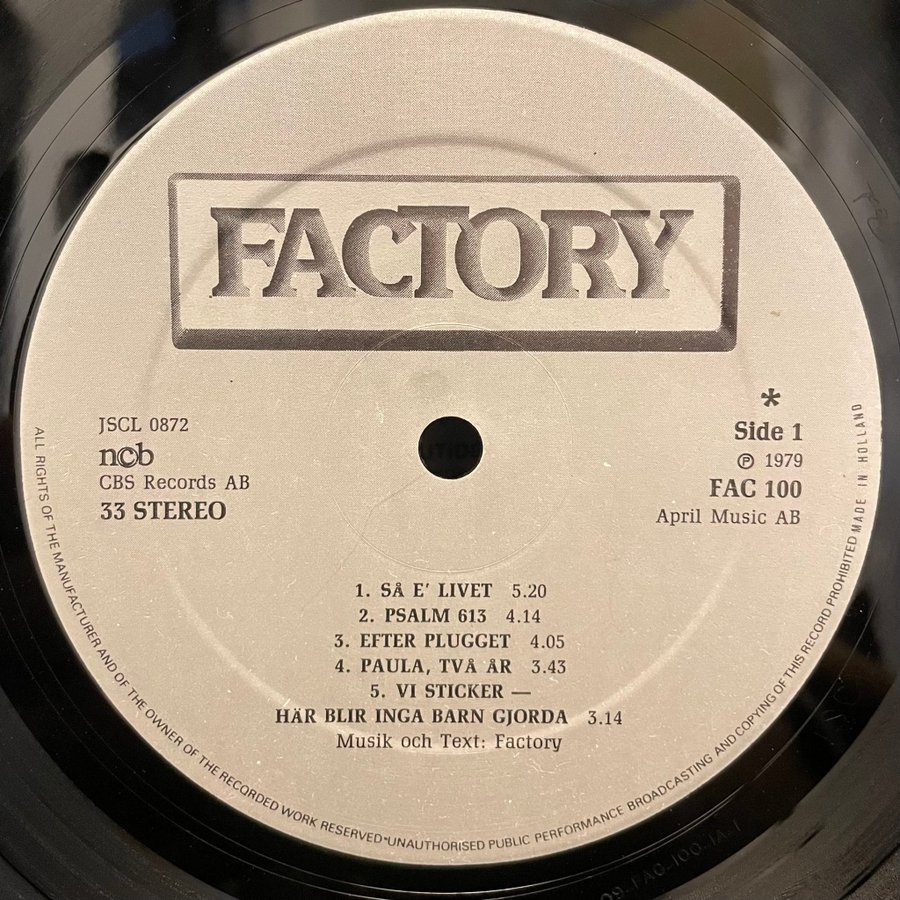 FACTORY
JSCL 0872
ncb
CBS Records AB
33 STEREO
*
Side 1
℗ 1979
FAC 100
April Music AB
1. SÅ E' LIVET 5.20
2. PSALM 613 4.14
3. EFTER PLUGGET 4.05
4. PAULA, TVÅ ÅR 3.43
5. VI STICKER —
HÄR BLIR INGA BARN GJORDA 3.14
Musik och Text: Factory
ALL RIGHTS OF THE MANUFACTURER AND OF THE OWNER OF THE RECORDED WORK RESERVED*UNAUTHORISED PUBLIC PERFORMANCE BROADCASTING AND COPYING OF THIS RECORD PROHIBITED MADE IN HOLLAND